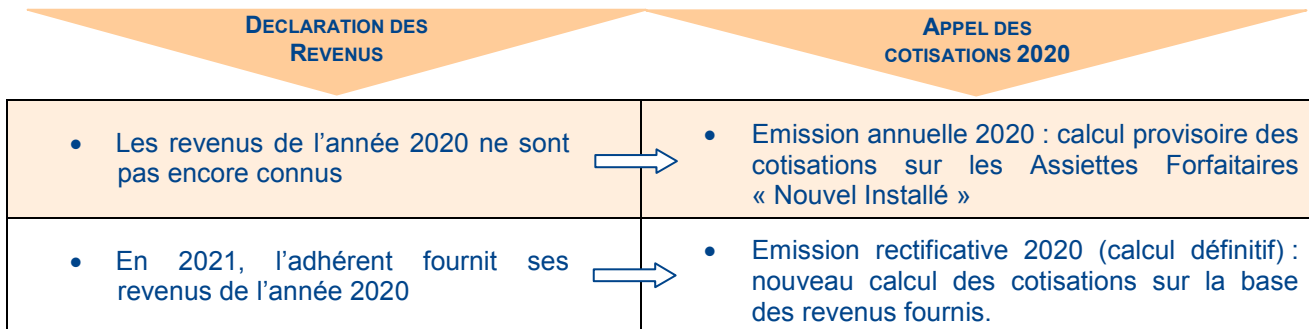 DECLARATION DES
REVENUS
APPEL DES
COTISATIONS 2020
• Les revenus de l'année 2020 ne sont
pas encore connus
• Emission annuelle 2020 : calcul provisoire des
cotisations sur les Assiettes Forfaitaires
« Nouvel Installé »
• En 2021, l'adhérent fournit ses
revenus de l'année 2020
• Emission rectificative 2020 (calcul définitif) :
nouveau calcul des cotisations sur la base
des revenus fournis.